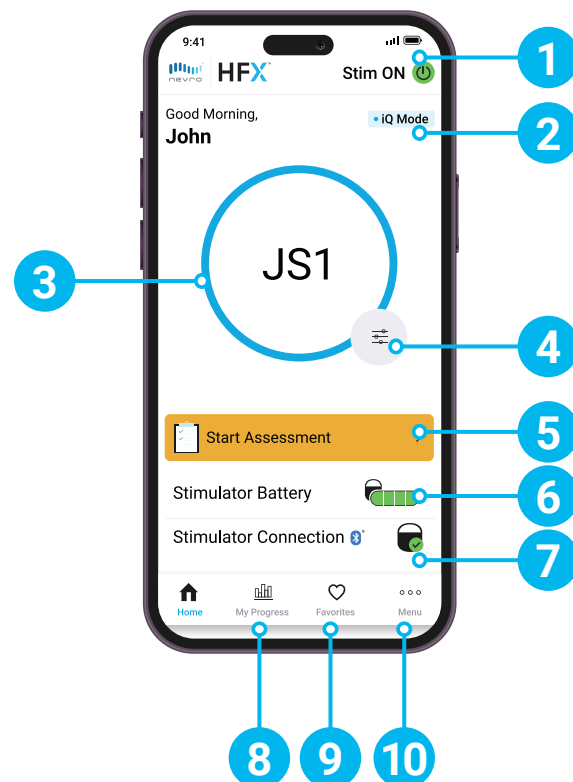 9:41
nevro HFX™
Stim ON
1
Good Morning,
John
iQ Mode
2
JS1
3
4
Start Assessment
5
Stimulator Battery
6
Stimulator Connection
7
Home
My Progress
Favorites
Menu
8
9
10